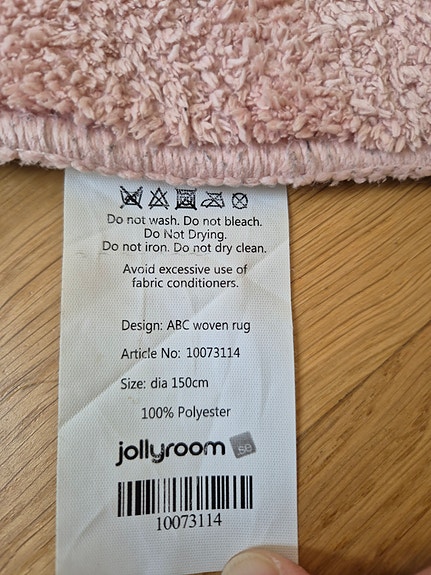 Do not wash. Do not bleach.
Do Not Drying.
Do not iron. Do not dry clean.
Avoid excessive use of
fabric conditioners.
Design: ABC woven rug
Article No: 10073114
Size: dia 150cm
100% Polyester
jollyroom se
10073114